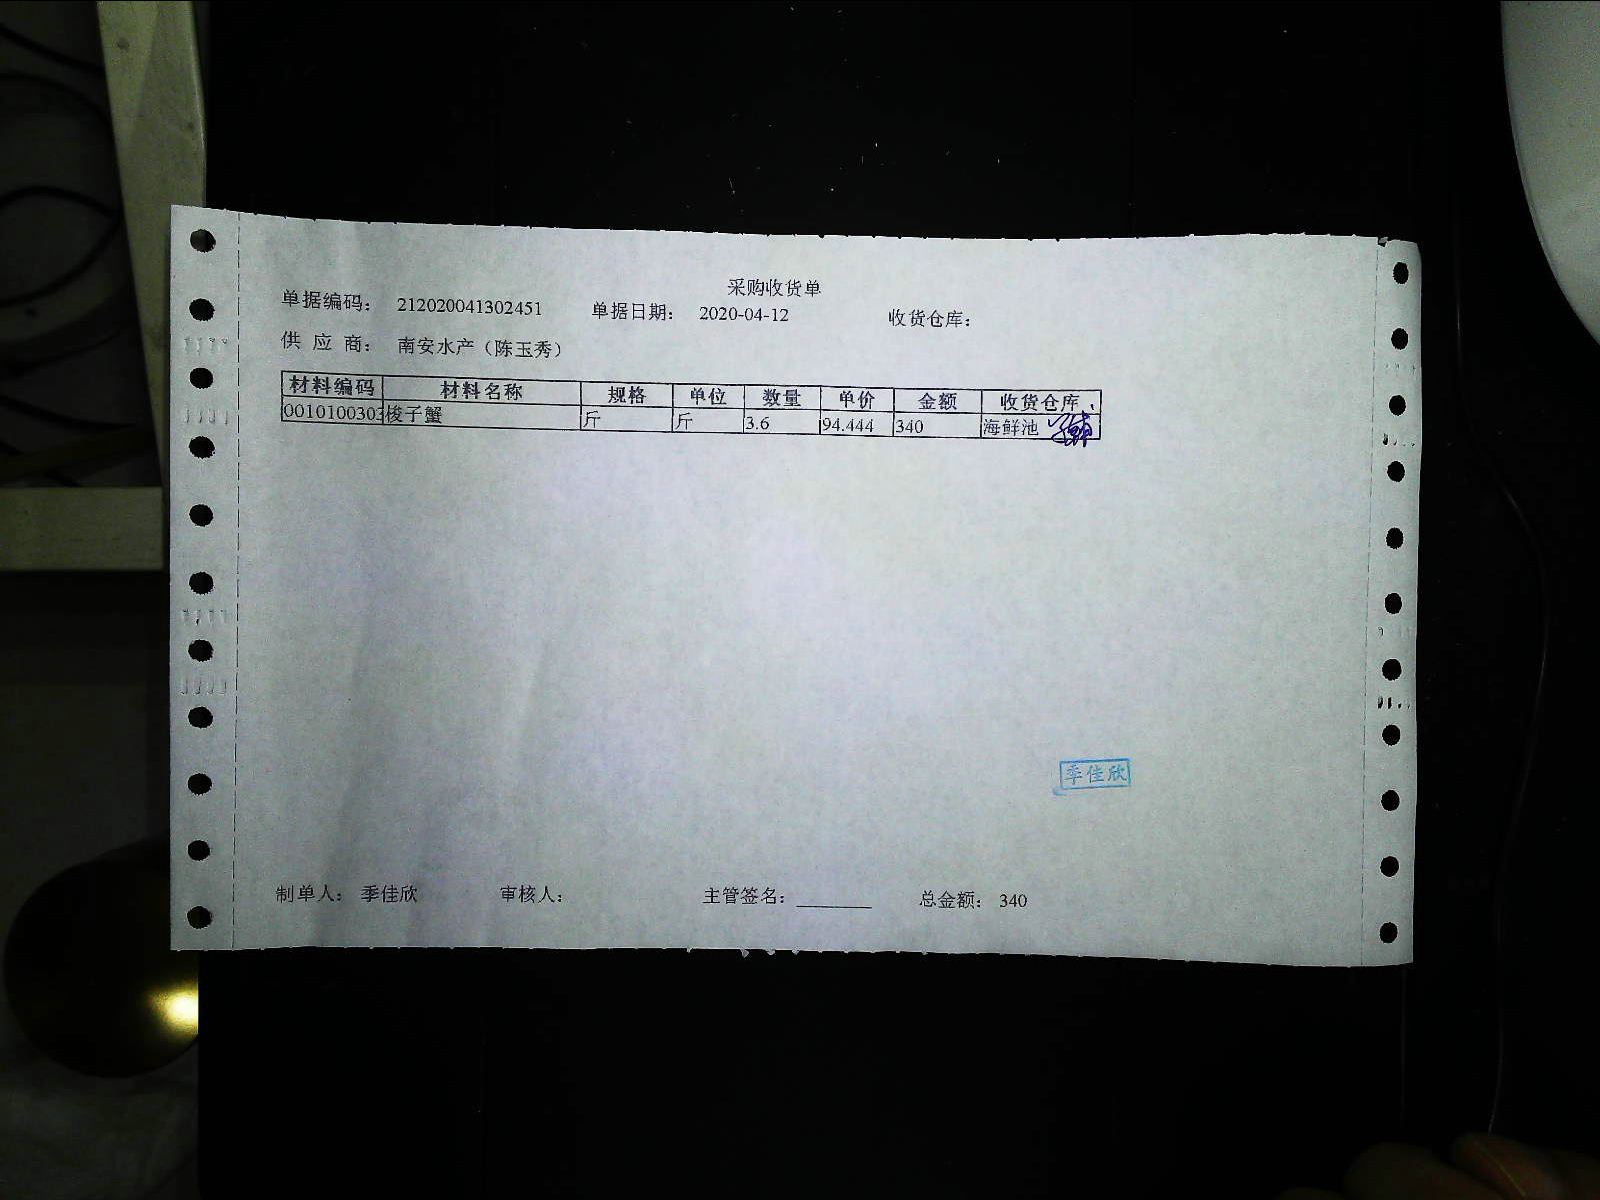 采购收货单
单据编码： 212020041302451 单据日期： 2020-04-12 收货仓库：
供 应 商： 南安水产（陈玉秀）
材料编码 材料名称 规格 单位 数量 单价 金额 收货仓库
0010100303 梭子蟹 斤 斤 3.6 94.444 340 海鲜池
季佳欣
制单人： 季佳欣 审核人： 主管签名：________ 总金额： 340